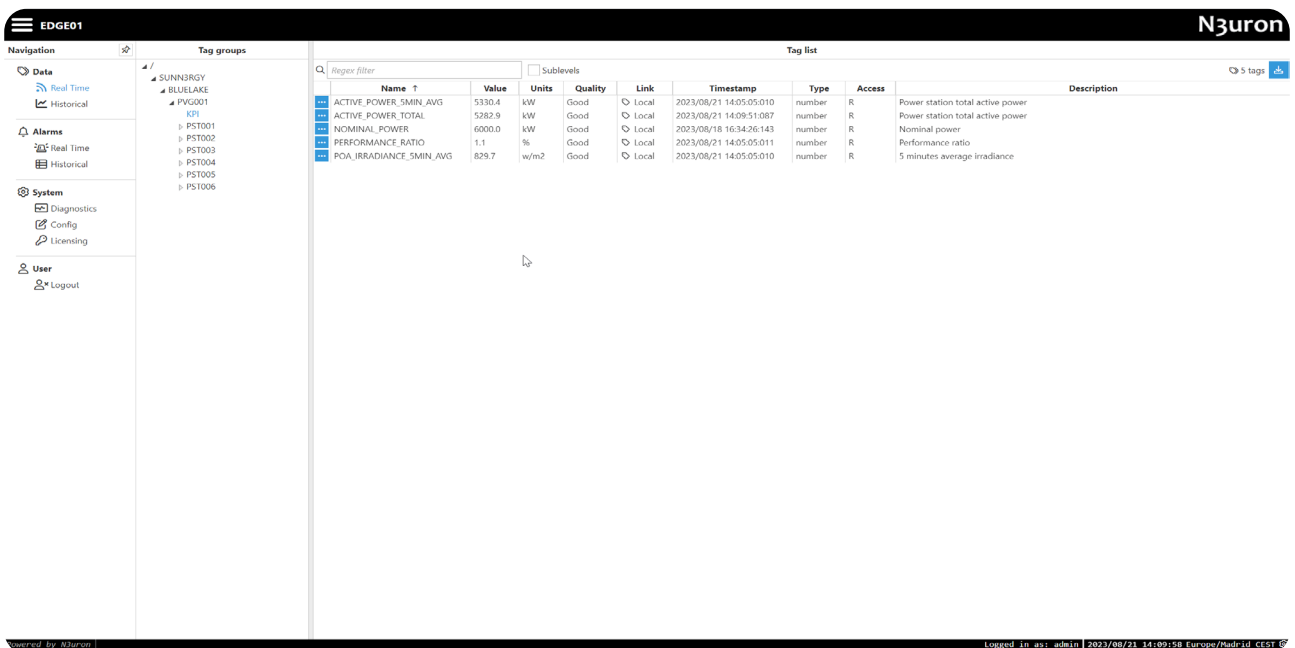 EDGE01
N3uron
Navigation
Data
Real Time
Historical
Alarms
Real Time
Historical
System
Diagnostics
Config
Licensing
User
Logout
Tag groups
/
SUNN3RGY
BLUELAKE
PVG001
KPI
PST001
PST002
PST003
PST004
PST005
PST006
Tag list
Regex filter Sublevels 5 tags
Name ↑ Value Units Quality Link Timestamp Type Access Description
ACTIVE_POWER_5MIN_AVG 5330.4 kW Good Local 2023/08/21 14:05:05:010 number R Power station total active power
ACTIVE_POWER_TOTAL 5282.9 kW Good Local 2023/08/21 14:09:51:087 number R Power station total active power
NOMINAL_POWER 6000.0 kW Good Local 2023/08/18 16:34:26:143 number R Nominal power
PERFORMANCE_RATIO 1.1 % Good Local 2023/08/21 14:05:05:011 number R Performance ratio
POA_IRRADIANCE_5MIN_AVG 829.7 w/m2 Good Local 2023/08/21 14:05:05:010 number R 5 minutes average irradiance
Powered by N3uron
Logged in as: admin 2023/08/21 14:09:58 Europe/Madrid CEST